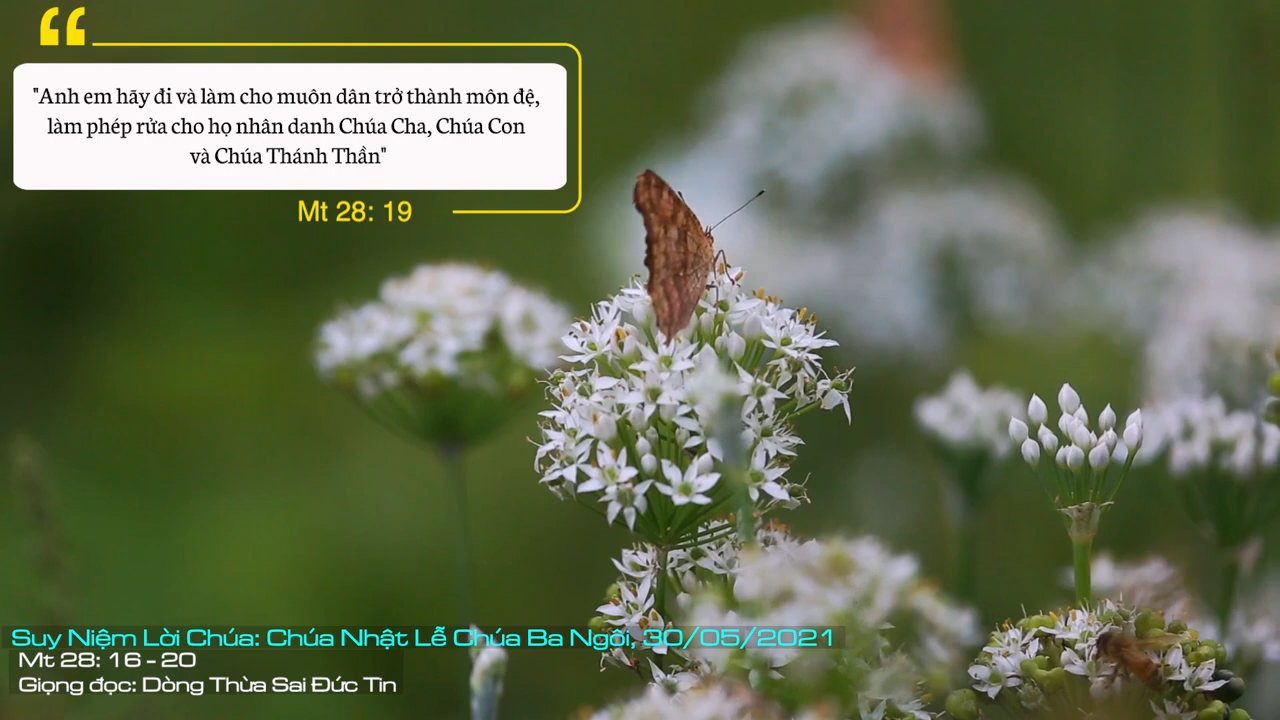 "Anh em hãy đi và làm cho muôn dân trở thành môn đệ,
làm phép rửa cho họ nhân danh Chúa Cha, Chúa Con
và Chúa Thánh Thần"
Mt 28: 19
Suy Niệm Lời Chúa: Chúa Nhật Lễ Chúa Ba Ngôi, 30/05/2021
Mt 28: 16 - 20
Giọng đọc: Dòng Thừa Sai Đức Tin